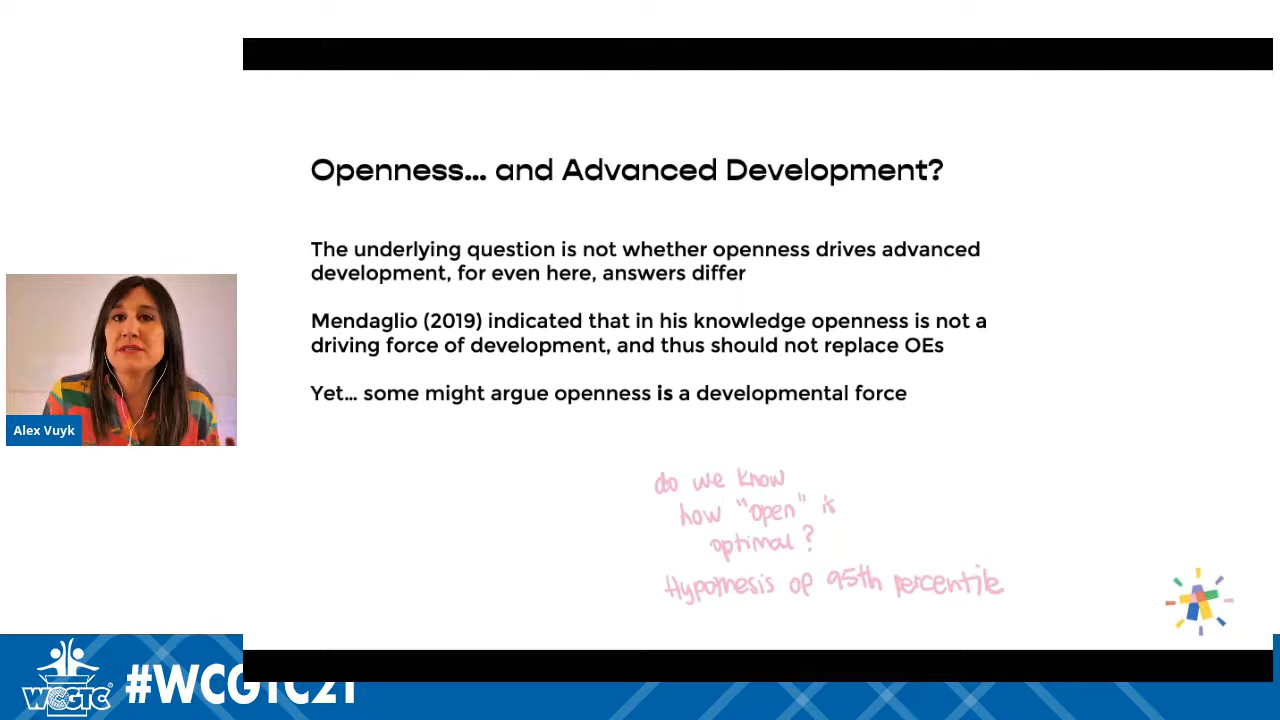 Openness... and Advanced Development?
The underlying question is not whether openness drives advanced
development, for even here, answers differ
Mendaglio (2019) indicated that in his knowledge openness is not a
driving force of development, and thus should not replace OEs
Yet... some might argue openness is a developmental force
do we know
how "open" is
optimal?
Hypothesis of 95th percentile
Alex Vuyk
WCGTC
#WCGTC21